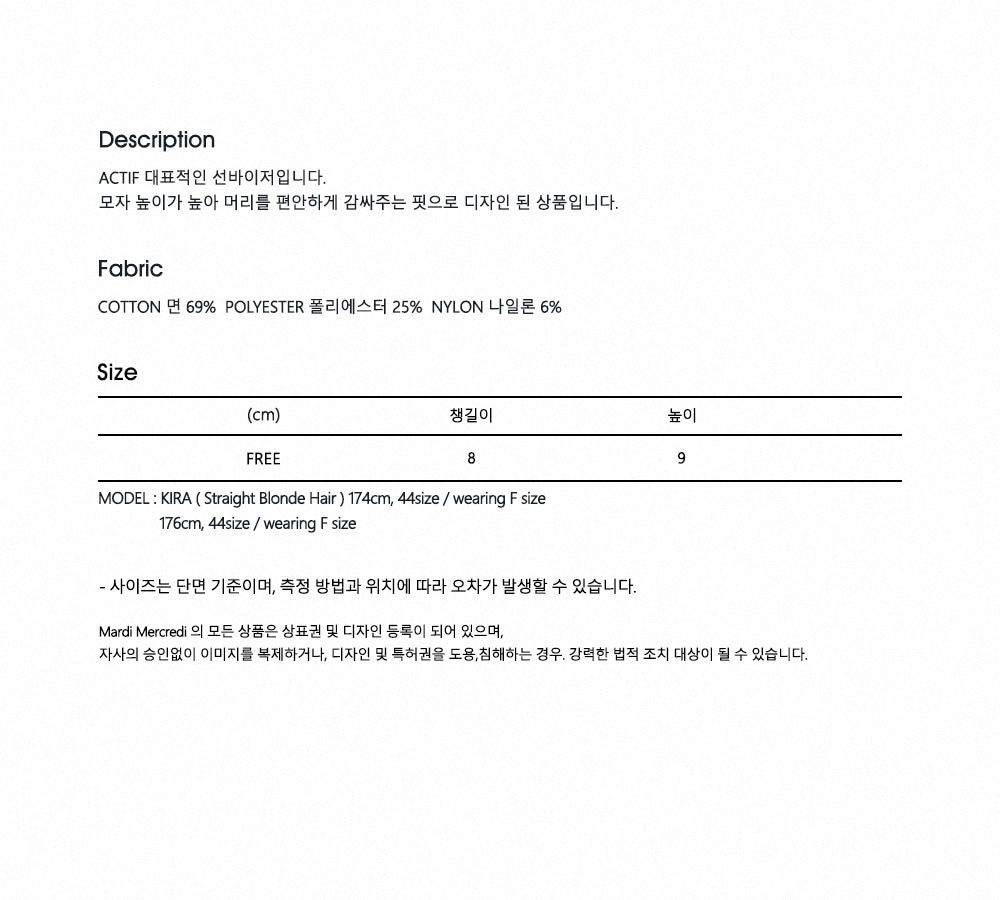 Description
ACTIF 대표적인 선바이저입니다.
모자 높이가 높아 머리를 편안하게 감싸주는 핏으로 디자인 된 상품입니다.
Fabric
COTTON 면 69% POLYESTER 폴리에스터 25% NYLON 나일론 6%
Size
(cm) 챙길이 높이
FREE 8 9
MODEL : KIRA ( Straight Blonde Hair ) 174cm, 44size / wearing F size
176cm, 44size / wearing F size
- 사이즈는 단면 기준이며, 측정 방법과 위치에 따라 오차가 발생할 수 있습니다.
Mardi Mercredi 의 모든 상품은 상표권 및 디자인 등록이 되어 있으며,
자사의 승인없이 이미지를 복제하거나, 디자인 및 특허권을 도용,침해하는 경우. 강력한 법적 조치 대상이 될 수 있습니다.